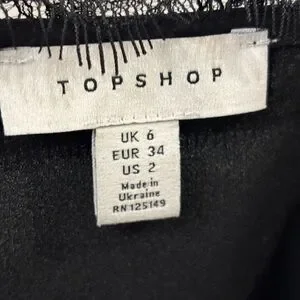 TOPSHOP
UK 6
EUR 34
US 2
Made in
Ukraine
RN 125149